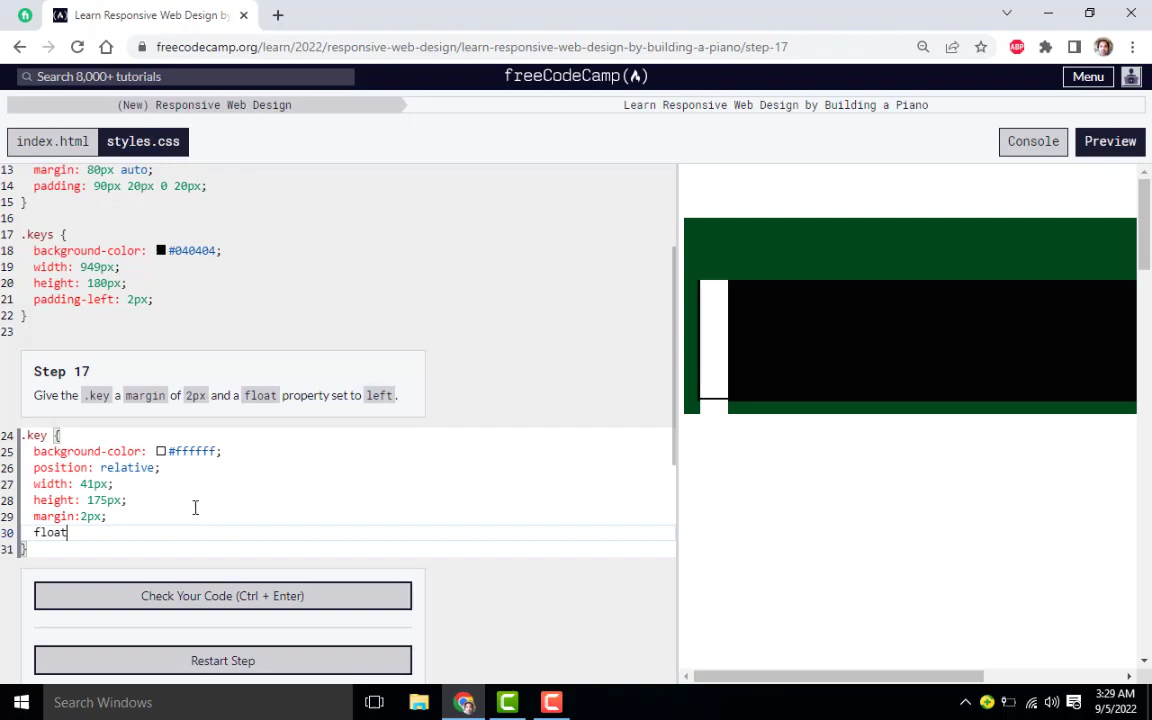 Learn Responsive Web Design by
freecodecamp.org/learn/2022/responsive-web-design/learn-responsive-web-design-by-building-a-piano/step-17
ABP
Search 8,000+ tutorials
freeCodeCamp
Menu
(New) Responsive Web Design
Learn Responsive Web Design by Building a Piano
index.html
styles.css
Console
Preview
13 margin: 80px auto;
14 padding: 90px 20px 0 20px;
15 }
16
17 .keys {
18 background-color: #040404;
19 width: 949px;
20 height: 180px;
21 padding-left: 2px;
22 }
23
Step 17
Give the .key a margin of 2px and a float property set to left.
24 .key {
25 background-color: #ffffff;
26 position: relative;
27 width: 41px;
28 height: 175px;
29 margin:2px;
30 float
31 }
Check Your Code (Ctrl + Enter)
Restart Step
Search Windows
3:29 AM
9/5/2022